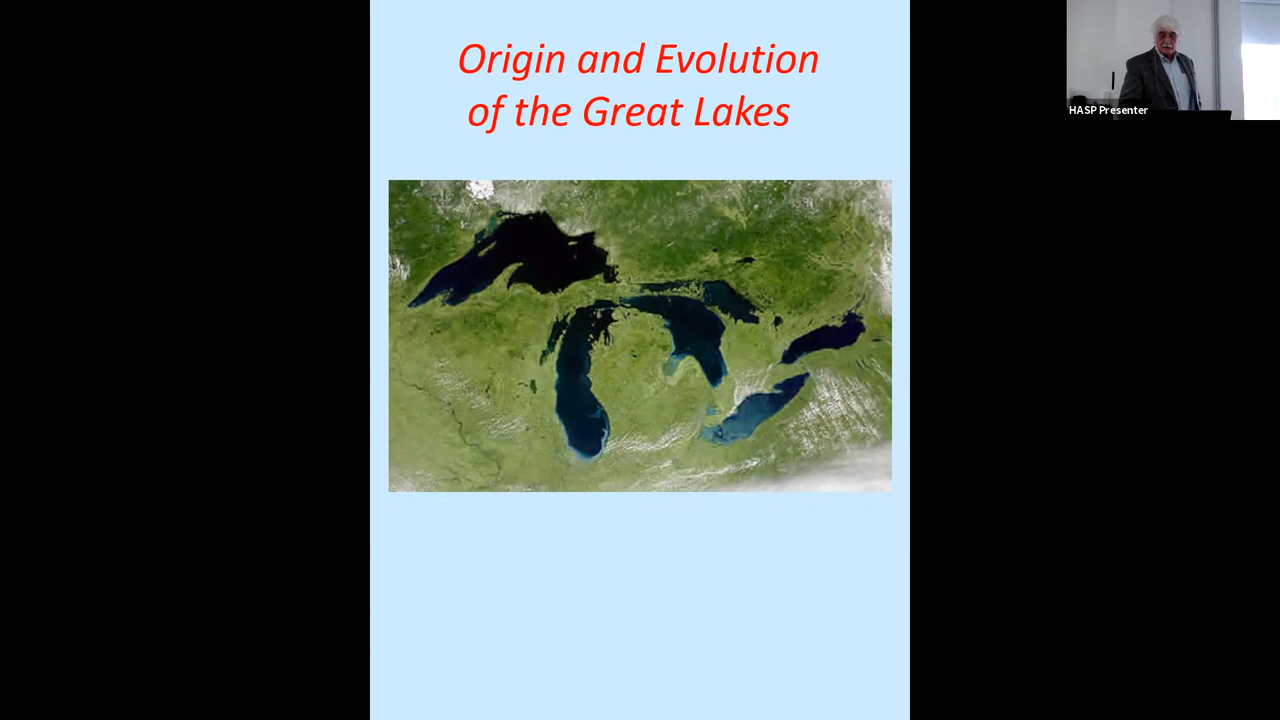 Origin and Evolution
of the Great Lakes
HASP Presenter